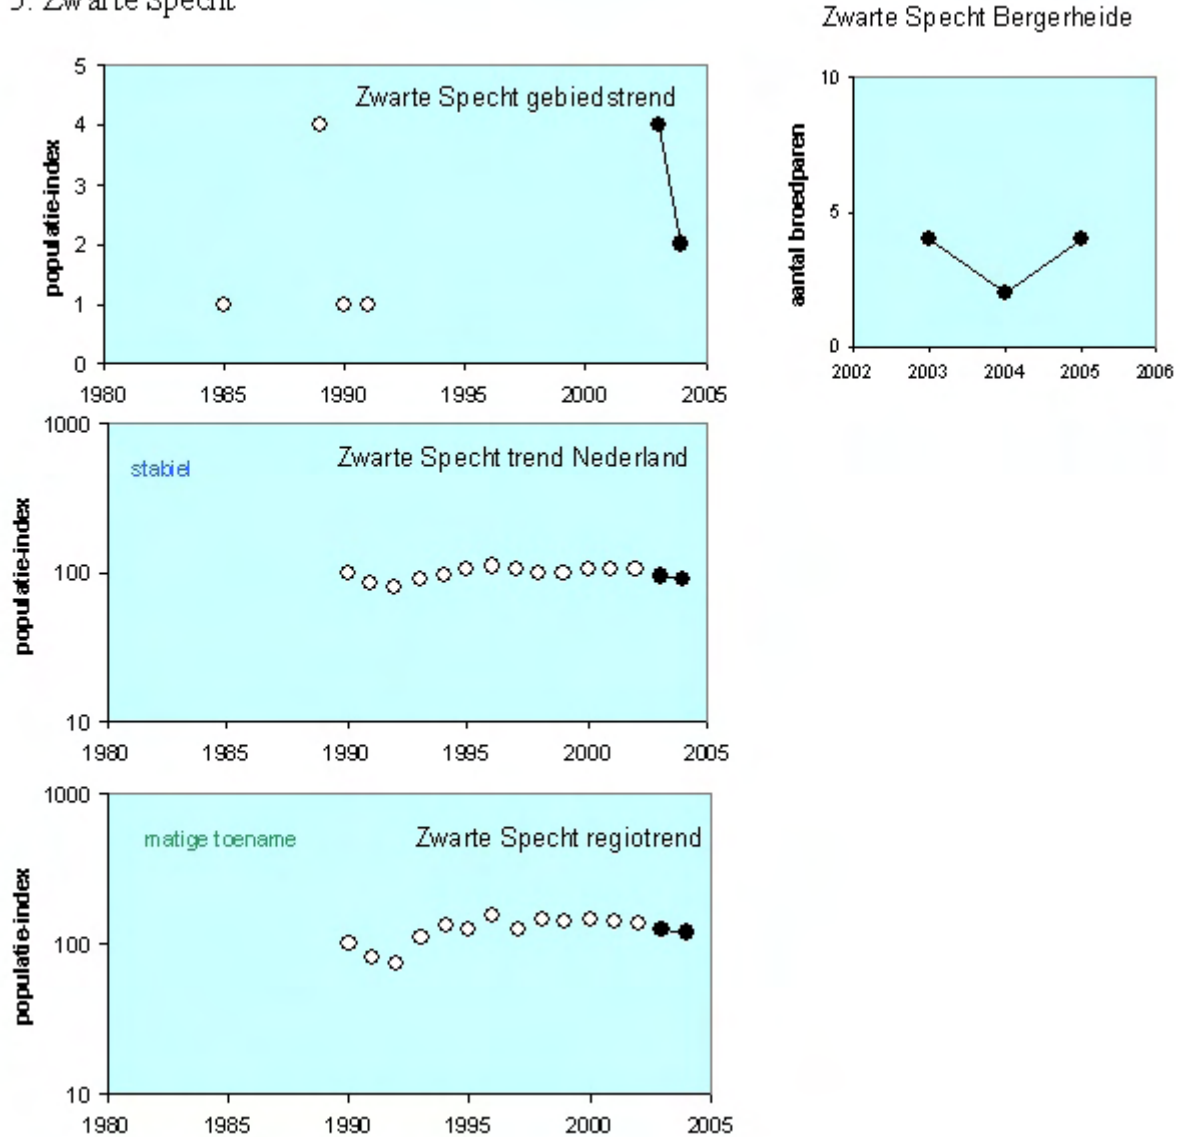 Zwarte Specht
Zwarte Specht Bergerheide
Zwarte Specht gebiedstrend
populatie-index
5
4
3
2
1
0
1980 1985 1990 1995 2000 2005
aantal broedparen
10
5
0
2002 2003 2004 2005 2006
Zwarte Specht trend Nederland
stabiel
populatie-index
1000
100
10
1980 1985 1990 1995 2000 2005
Zwarte Specht regiotrend
matige toename
populatie-index
1000
100
10
1980 1985 1990 1995 2000 2005